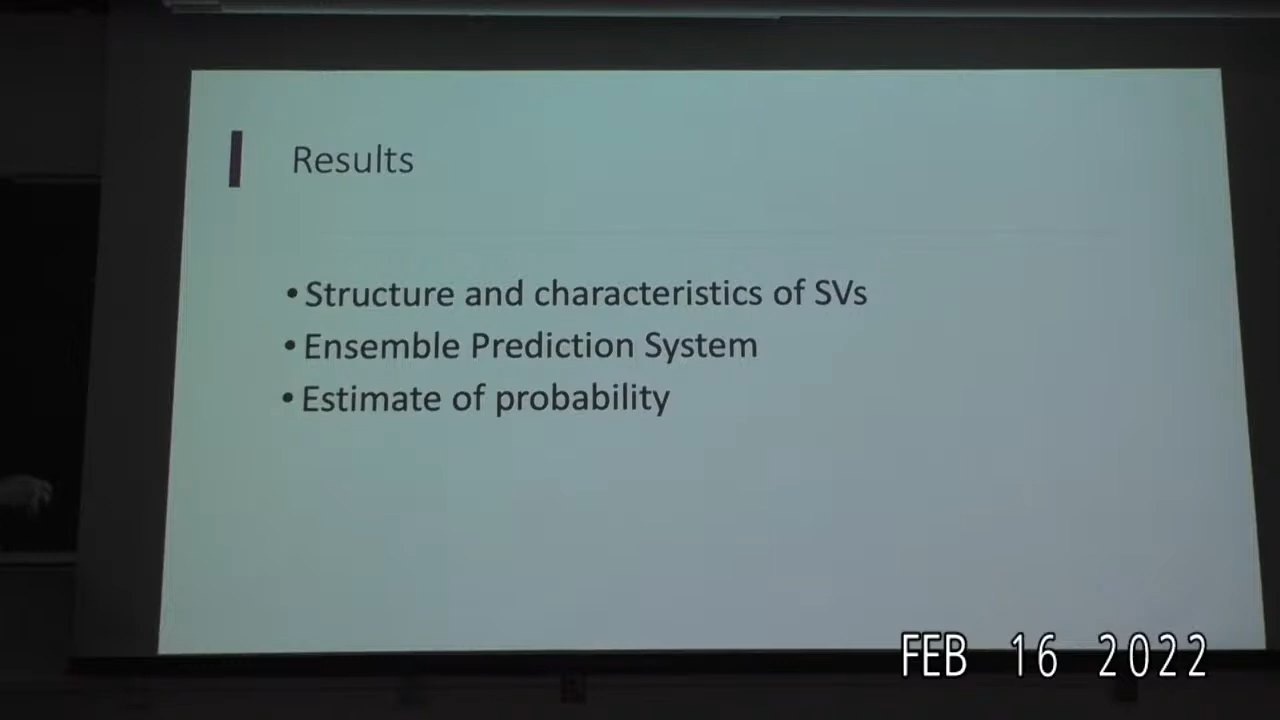 Results
• Structure and characteristics of SVs
• Ensemble Prediction System
• Estimate of probability
FEB 16 2022